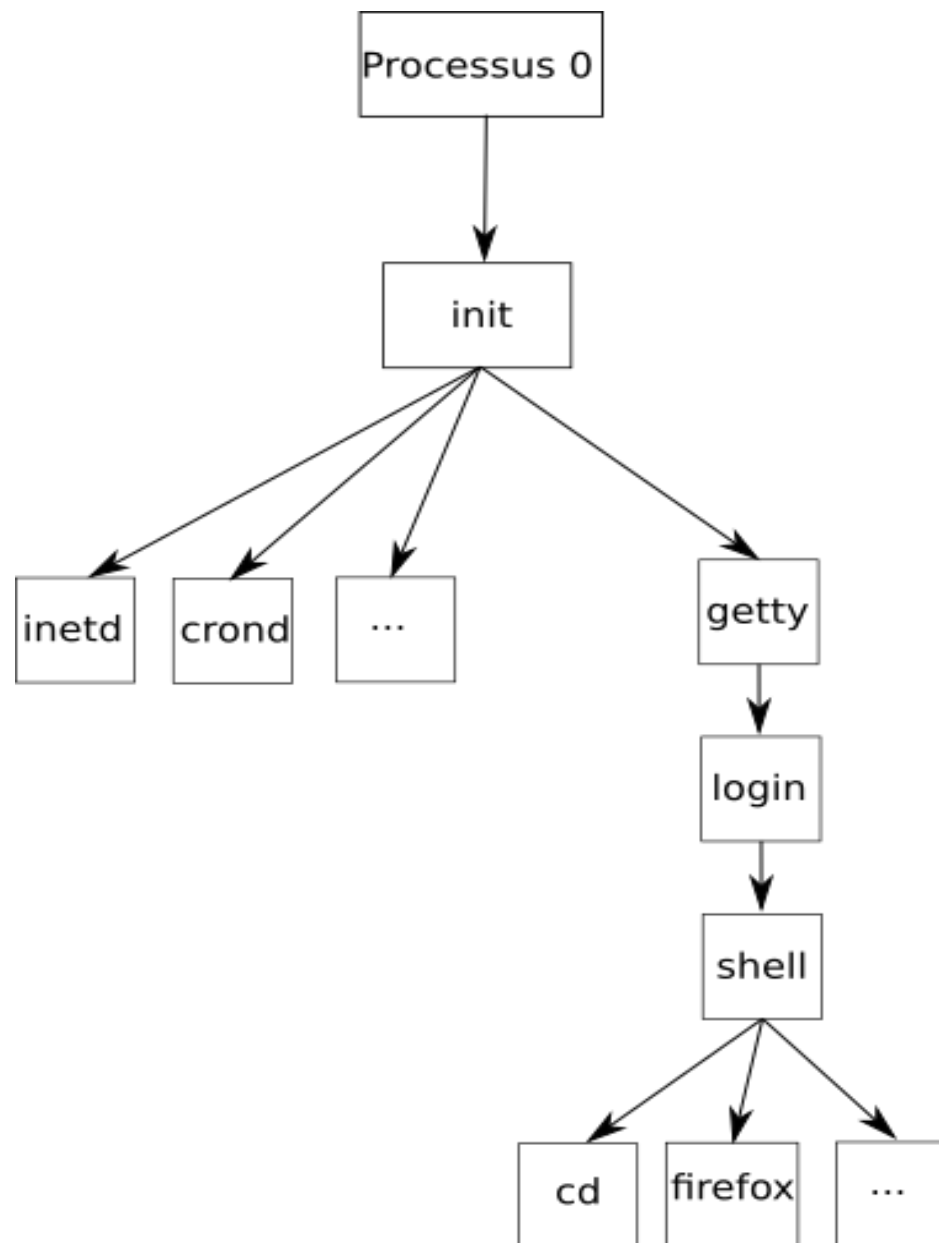 Processus 0
init
inetd
crond
...
getty
login
shell
cd
firefox
...